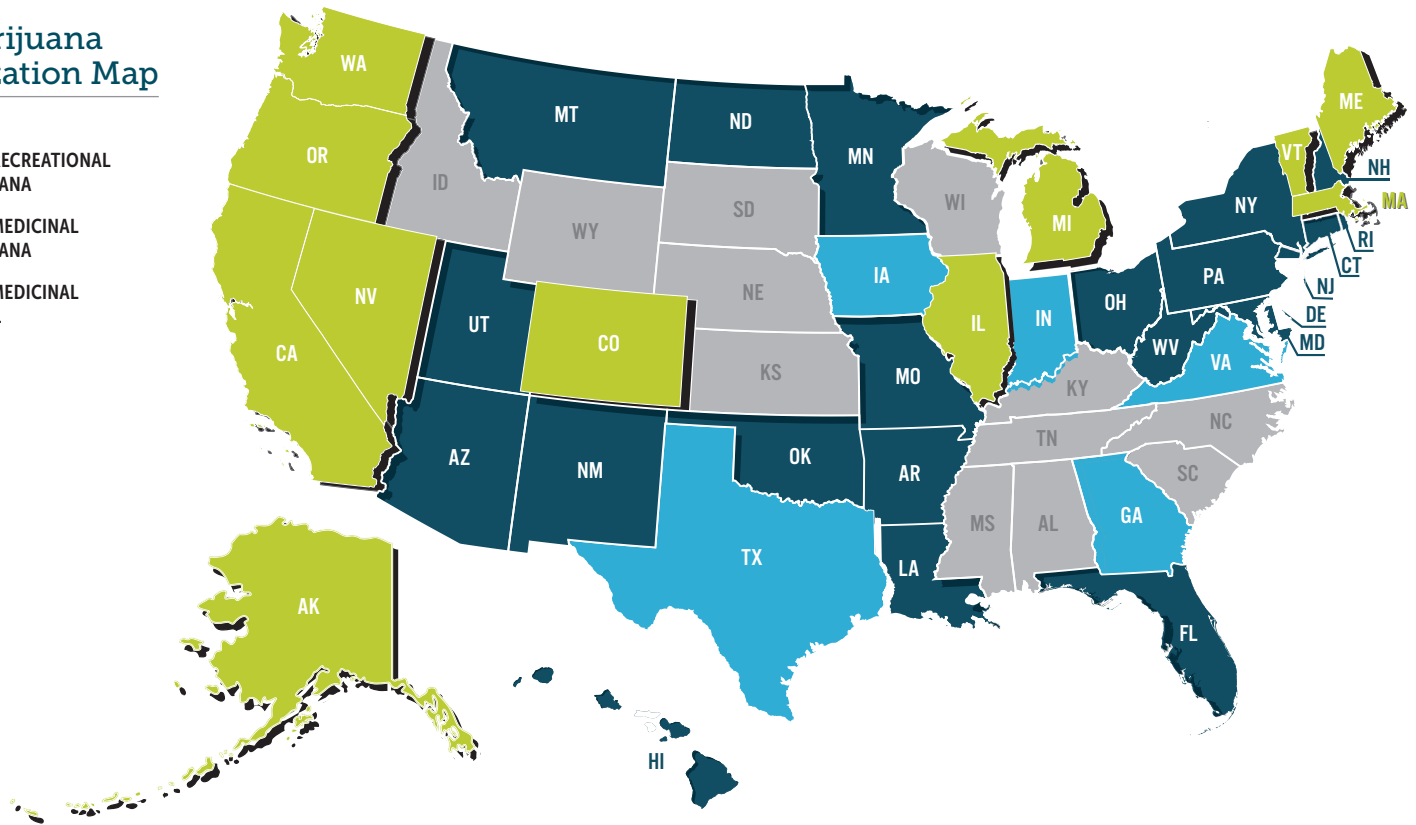 rijuana
zation Map
RECREATIONAL
ANA
MEDICINAL
ANA
MEDICINAL
WA
OR
ID
MT
ND
MN
WY
SD
WI
MI
ME
VT
NH
MA
NY
RI
CT
NJ
DE
MD
PA
CA
NV
UT
CO
NE
IA
IL
IN
OH
WV
VA
KS
MO
KY
NC
TN
SC
AZ
NM
OK
AR
MS
AL
GA
TX
LA
FL
AK
HI